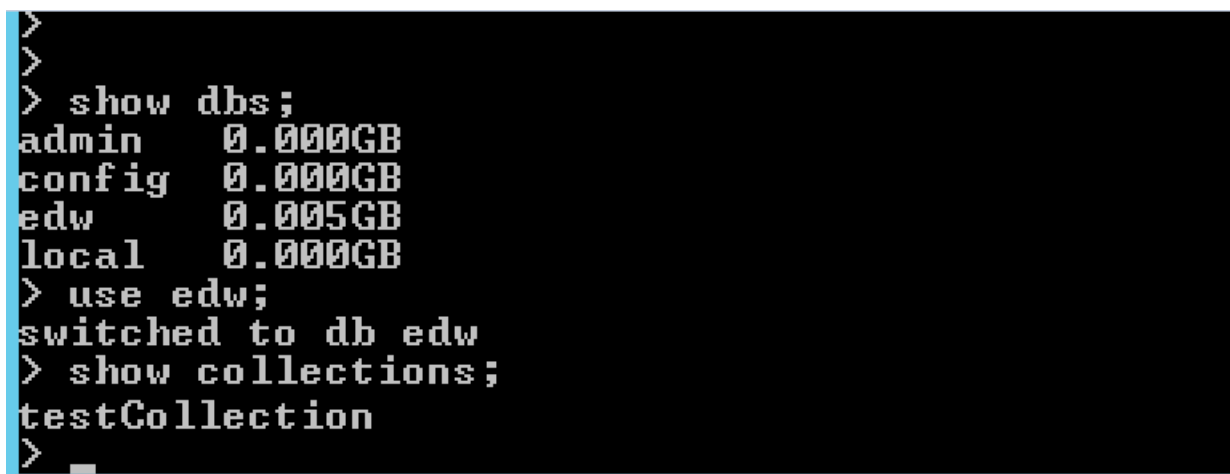 >
>
> show dbs;
admin   0.000GB
config  0.000GB
edw     0.005GB
local   0.000GB
> use edw;
switched to db edw
> show collections;
testCollection
> _